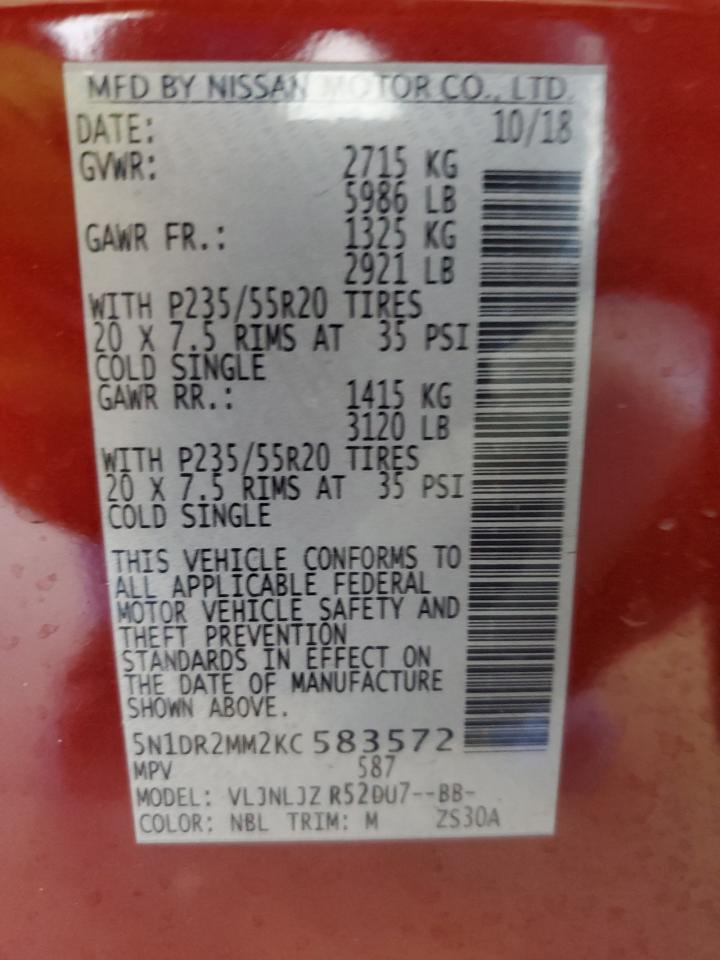 MFD BY NISSAN MOTOR CO., LTD.
DATE: 10/18
GVWR: 2715 KG
5986 LB
GAWR FR.: 1325 KG
2921 LB
WITH P235/55R20 TIRES
20 X 7.5 RIMS AT 35 PSI
COLD SINGLE
GAWR RR.: 1415 KG
3120 LB
WITH P235/55R20 TIRES
20 X 7.5 RIMS AT 35 PSI
COLD SINGLE
THIS VEHICLE CONFORMS TO
ALL APPLICABLE FEDERAL
MOTOR VEHICLE SAFETY AND
THEFT PREVENTION
STANDARDS IN EFFECT ON
THE DATE OF MANUFACTURE
SHOWN ABOVE.
5N1DR2MM2KC583572
MPV 587
MODEL: VLJNLJZ R52DU7--BB-
COLOR: NBL TRIM: M ZS30A